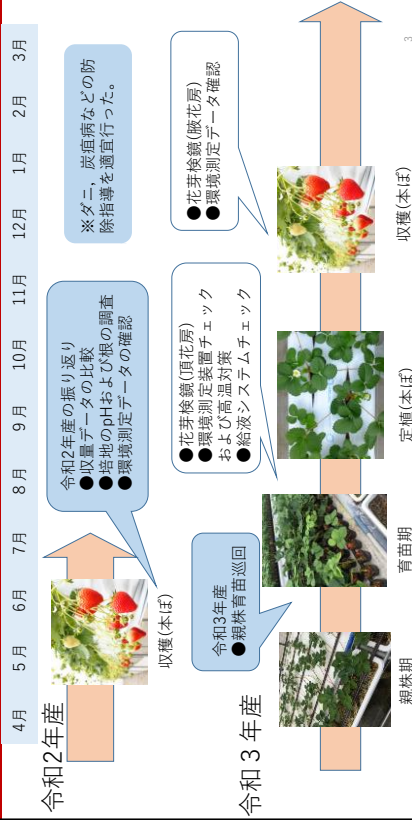 4月 5月 6月 7月 8月 9月 10月 11月 12月 1月 2月 3月
令和2年産
収穫(本ぽ)
令和2年産の振り返り
●収量データの比較
●培地のpHおよび根の調査
●環境測定データの確認
※ダニ，炭疽病などの防
除指導を適宜行った。
令和３年産
令和3年産
●親株育苗巡回
●花芽検鏡(頂花房)
●環境測定装置チェック
および高温対策
●給液システムチェック
●花芽検鏡(腋花房)
●環境測定データ確認
親株期
育苗期
定植(本ぽ)
収穫(本ぽ)
3